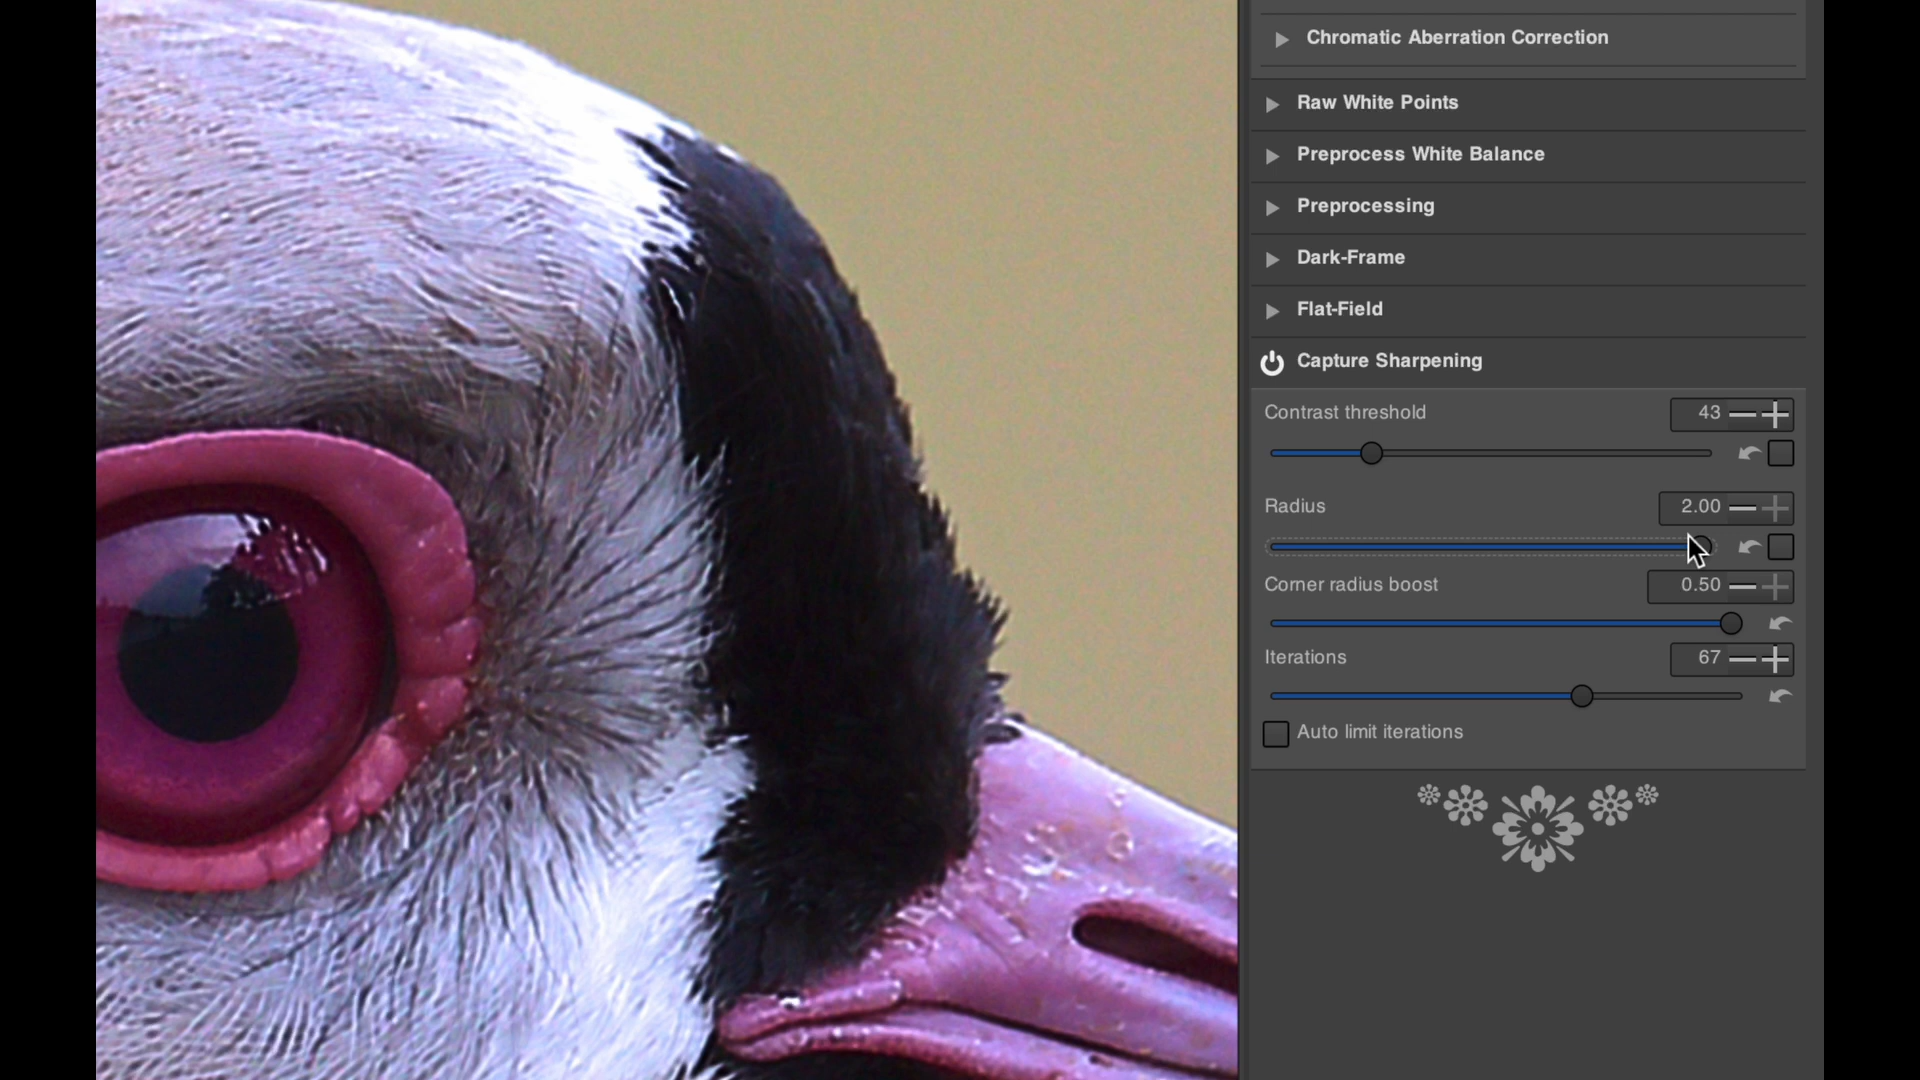 Chromatic Aberration Correction
Raw White Points
Preprocess White Balance
Preprocessing
Dark-Frame
Flat-Field
Capture Sharpening
Contrast threshold 43
Radius 2.00
Corner radius boost 0.50
Iterations 67
Auto limit iterations